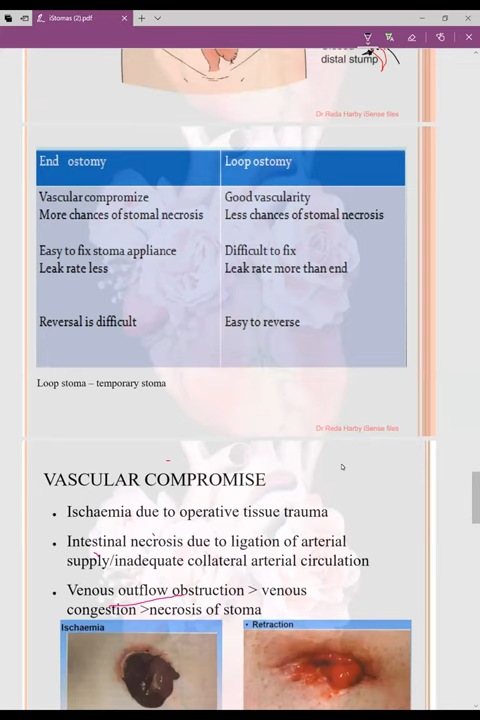 iStomas (2).pdf
distal stump
Dr Reda Harby iSense files
End ostomy
Loop ostomy
Vascular compromize
Good vascularity
More chances of stomal necrosis
Less chances of stomal necrosis
Easy to fix stoma appliance
Difficult to fix
Leak rate less
Leak rate more than end
Reversal is difficult
Easy to reverse
Loop stoma – temporary stoma
Dr Reda Harby iSense files
VASCULAR COMPROMISE
• Ischaemia due to operative tissue trauma
• Intestinal necrosis due to ligation of arterial
supply/inadequate collateral arterial circulation
• Venous outflow obstruction > venous
congestion >necrosis of stoma
Ischaemia
• Retraction